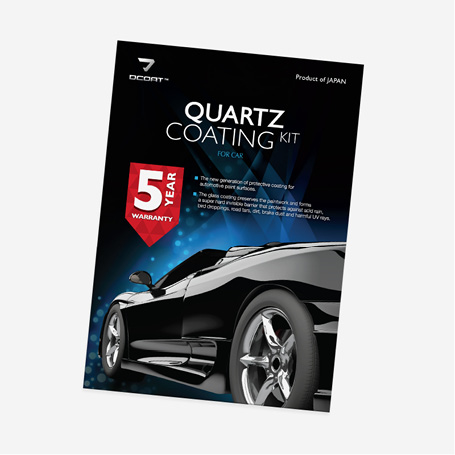 DCOAT™
Product of JAPAN
QUARTZ
COATING KIT
FOR CAR
5 YEAR
WARRANTY
The new generation of protective coating for
automotive paint surfaces.
The glass coating preserves the paintwork and forms
a super hard invisible barrier that protects against acid rain,
bird droppings, road tars, dirt, brake dust and harmful UV rays.